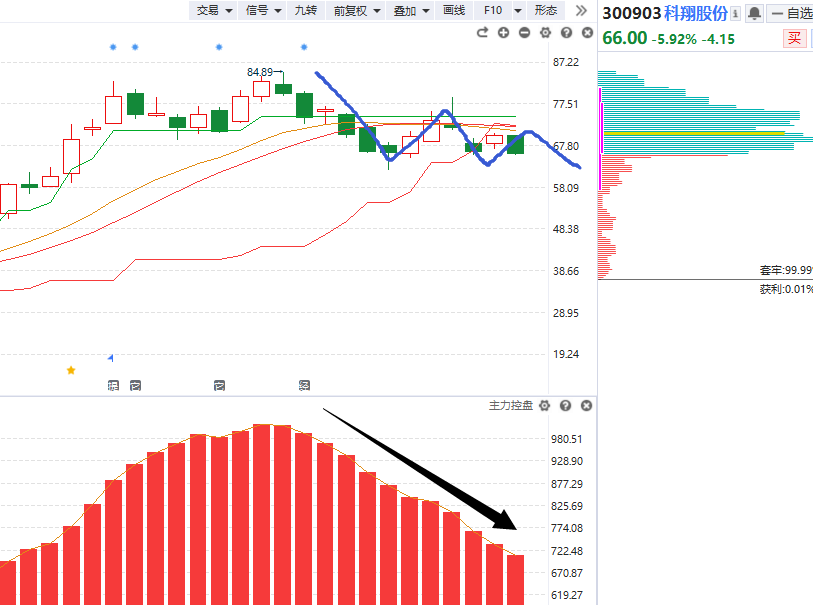 交易 信号 九转 前复权 叠加 画线 F10 形态
300903 科翔股份
自选
66.00 -5.92% -4.15
买
84.89
87.22
77.51
67.80
58.09
48.38
38.66
28.95
19.24
套牢:99.99%
获利:0.01%
主力控盘
980.51
928.90
877.29
825.69
774.08
722.48
670.87
619.27